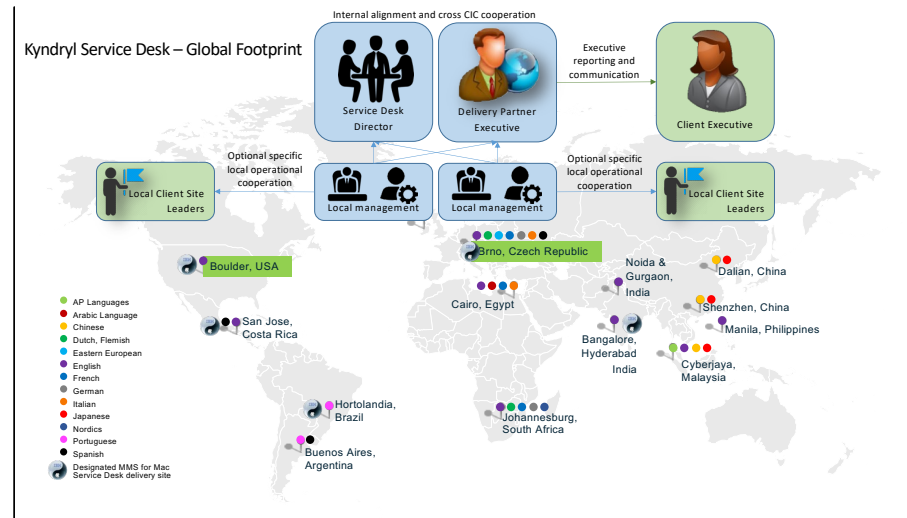 Internal alignment and cross CIC cooperation
Kyndryl Service Desk – Global Footprint
Service Desk
Director
Delivery Partner
Executive
Executive
reporting and
communication
Client Executive
Optional specific
local operational
cooperation
Optional specific
local operational
cooperation
Local Client Site
Leaders
Local management
Local management
Local Client Site
Leaders
Boulder, USA
Brno, Czech Republic
Noida &
Gurgaon,
India
Dalian, China
Cairo, Egypt
Shenzhen, China
San Jose,
Costa Rica
Bangalore,
Hyderabad
India
Manila, Philippines
Cyberjaya,
Malaysia
Hortolandia,
Brazil
Johannesburg,
South Africa
Buenos Aires,
Argentina
AP Languages
Arabic Language
Chinese
Dutch, Flemish
Eastern European
English
French
German
Italian
Japanese
Nordics
Portuguese
Spanish
Designated MMS for Mac
Service Desk delivery site